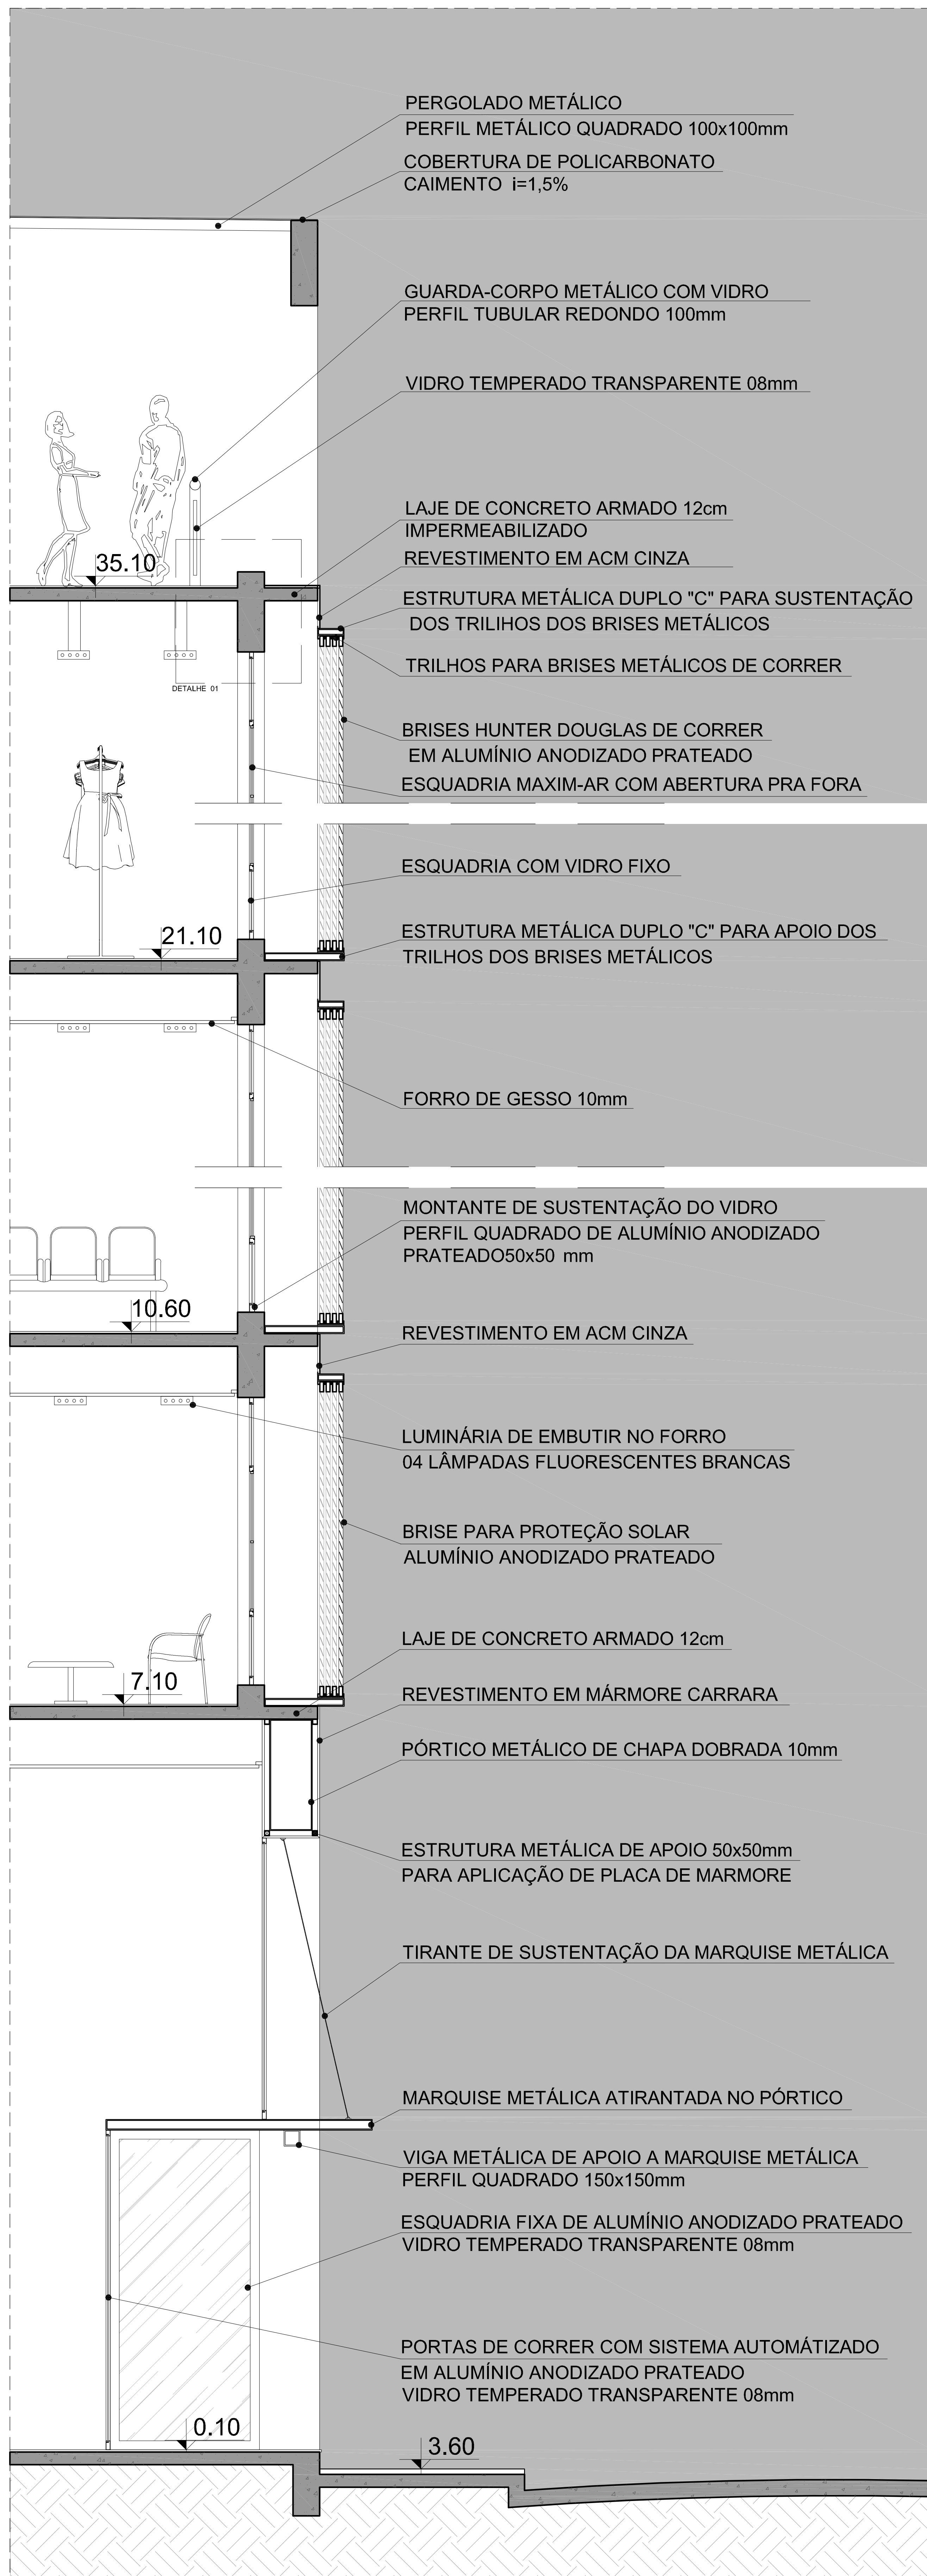 PERGOLADO METÁLICO
PERFIL METÁLICO QUADRADO 100x100mm
COBERTURA DE POLICARBONATO
CAIMENTO i=1,5%
GUARDA-CORPO METÁLICO COM VIDRO
PERFIL TUBULAR REDONDO 100mm
VIDRO TEMPERADO TRANSPARENTE 08mm
LAJE DE CONCRETO ARMADO 12cm
IMPERMEABILIZADO
REVESTIMENTO EM ACM CINZA
35.10
ESTRUTURA METÁLICA DUPLO "C" PARA SUSTENTAÇÃO
DOS TRILIHOS DOS BRISES METÁLICOS
TRILHOS PARA BRISES METÁLICOS DE CORRER
DETALHE 01
BRISES HUNTER DOUGLAS DE CORRER
EM ALUMÍNIO ANODIZADO PRATEADO
ESQUADRIA MAXIM-AR COM ABERTURA PRA FORA
ESQUADRIA COM VIDRO FIXO
21.10
ESTRUTURA METÁLICA DUPLO "C" PARA APOIO DOS
TRILHOS DOS BRISES METÁLICOS
FORRO DE GESSO 10mm
MONTANTE DE SUSTENTAÇÃO DO VIDRO
PERFIL QUADRADO DE ALUMÍNIO ANODIZADO
PRATEADO50x50 mm
10.60
REVESTIMENTO EM ACM CINZA
LUMINÁRIA DE EMBUTIR NO FORRO
04 LÂMPADAS FLUORESCENTES BRANCAS
BRISE PARA PROTEÇÃO SOLAR
ALUMÍNIO ANODIZADO PRATEADO
LAJE DE CONCRETO ARMADO 12cm
7.10
REVESTIMENTO EM MÁRMORE CARRARA
PÓRTICO METÁLICO DE CHAPA DOBRADA 10mm
ESTRUTURA METÁLICA DE APOIO 50x50mm
PARA APLICAÇÃO DE PLACA DE MARMORE
TIRANTE DE SUSTENTAÇÃO DA MARQUISE METÁLICA
MARQUISE METÁLICA ATIRANTADA NO PÓRTICO
VIGA METÁLICA DE APOIO A MARQUISE METÁLICA
PERFIL QUADRADO 150x150mm
ESQUADRIA FIXA DE ALUMÍNIO ANODIZADO PRATEADO
VIDRO TEMPERADO TRANSPARENTE 08mm
PORTAS DE CORRER COM SISTEMA AUTOMÁTIZADO
EM ALUMÍNIO ANODIZADO PRATEADO
VIDRO TEMPERADO TRANSPARENTE 08mm
0.10
3.60